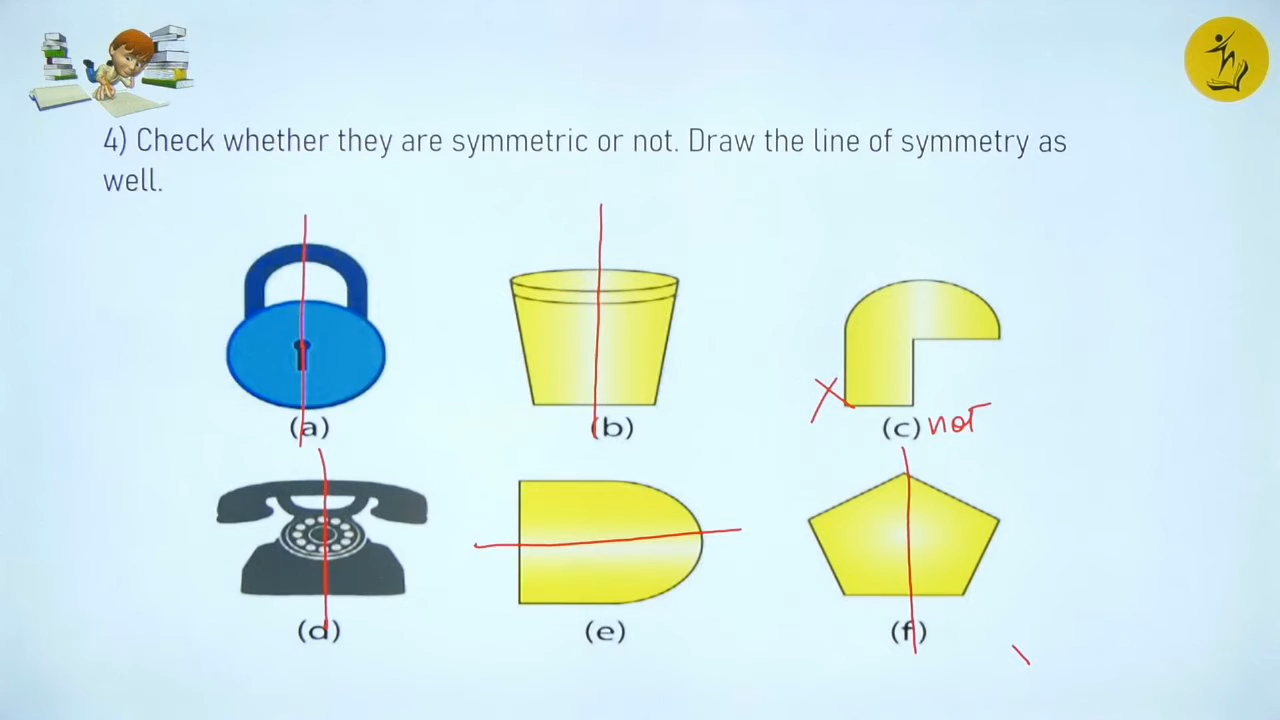 4) Check whether they are symmetric or not. Draw the line of symmetry as
well.
(a) (b) (c) not
(d) (e) (f)